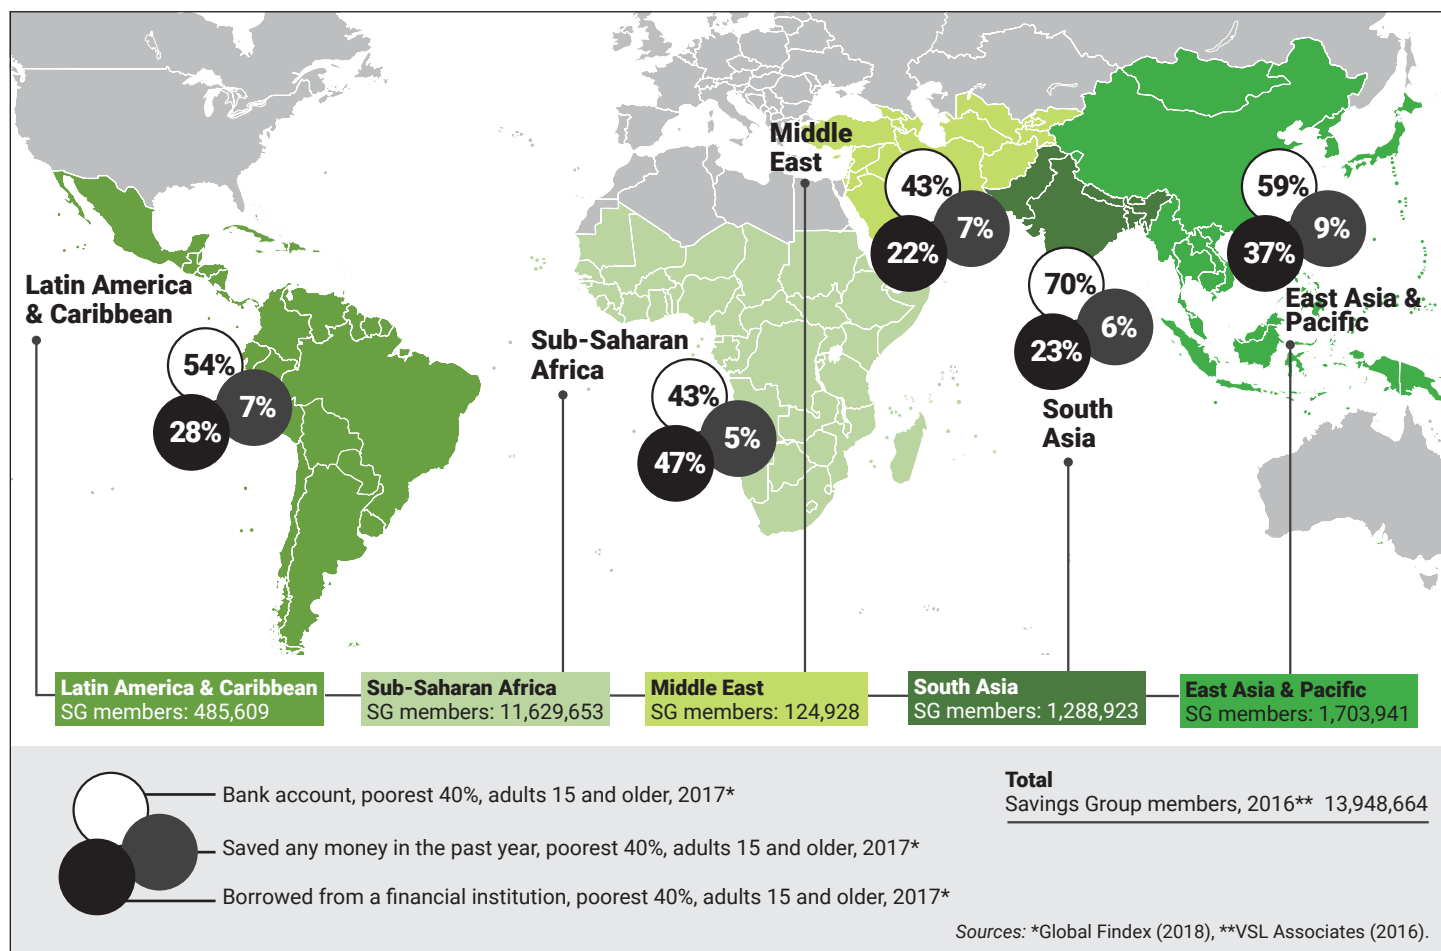 Middle
East
43%
7%
22%
59%
9%
37%
Latin America
& Caribbean
70%
6%
23%
East Asia &
Pacific
Sub-Saharan
Africa
54%
7%
28%
43%
5%
47%
South
Asia
Latin America & Caribbean
SG members: 485,609
Sub-Saharan Africa
SG members: 11,629,653
Middle East
SG members: 124,928
South Asia
SG members: 1,288,923
East Asia & Pacific
SG members: 1,703,941
Bank account, poorest 40%, adults 15 and older, 2017*
Saved any money in the past year, poorest 40%, adults 15 and older, 2017*
Borrowed from a financial institution, poorest 40%, adults 15 and older, 2017*
Total
Savings Group members, 2016** 13,948,664
Sources: *Global Findex (2018), **VSL Associates (2016).